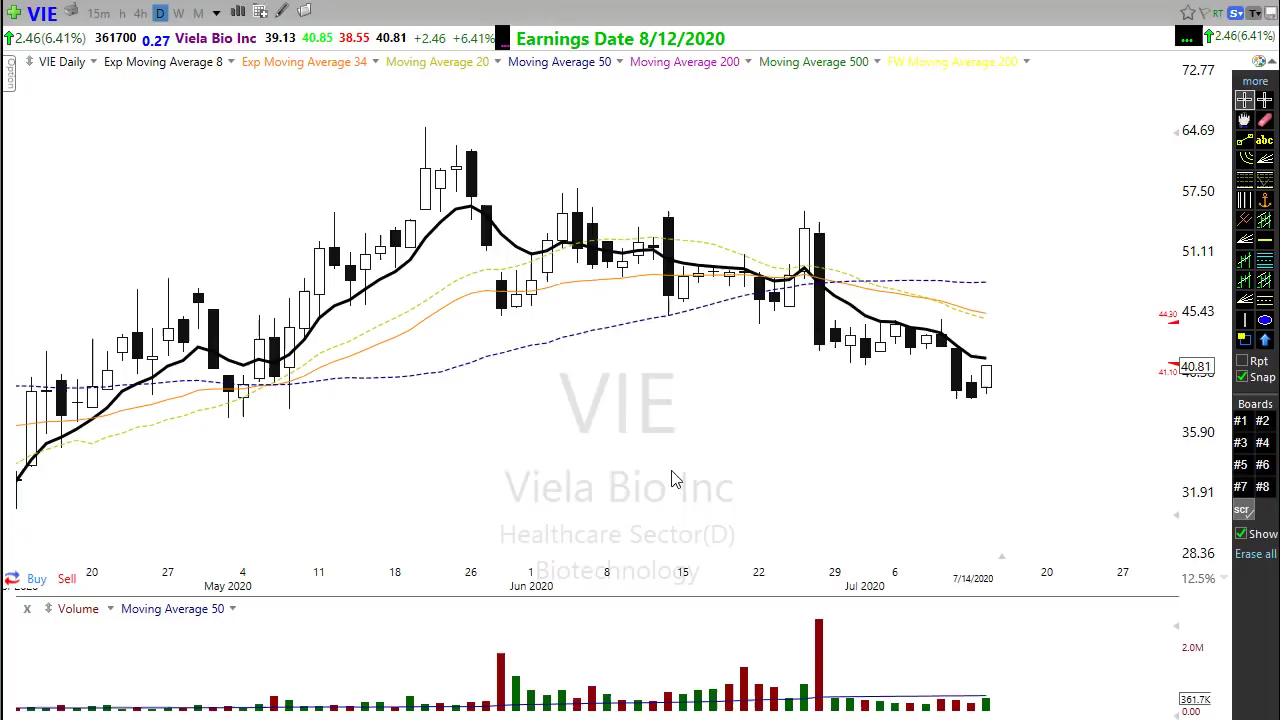 VIE 15m h 4h D W M RT S T
2.46(6.41%) 361700 0.27 Viela Bio Inc 39.13 40.85 38.55 40.81 +2.46 +6.41% ... Earnings Date 8/12/2020 ... 2.46(6.41%)
Option
VIE Daily Exp Moving Average 8 Exp Moving Average 34 Moving Average 20 Moving Average 50 Moving Average 200 Moving Average 500 FW Moving Average 200
72.77
64.69
57.50
51.11
45.43
44.30
40.81
41.10
35.90
31.91
28.36
12.5%
VIE
Viela Bio Inc
Healthcare Sector(D)
Biotechnology
Buy Sell
20 27 4 11 18 26 1 8 15 22 29 6 7/14/2020 20 27
May 2020 Jun 2020 Jul 2020
x Volume Moving Average 50
2.0M
361.7K
0.00
more
abc
Rpt
Snap
Boards
#1 #2
#3 #4
#5 #6
#7 #8
scr
Show
Erase all